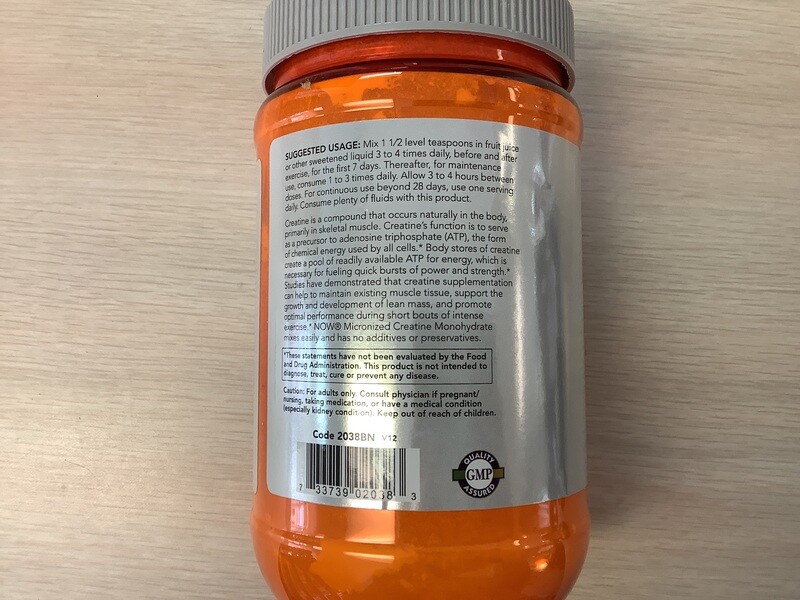 SUGGESTED USAGE: Mix 1 1/2 level teaspoons in fruit juice
or other sweetened liquid 3 to 4 times daily, before and after
exercise, for the first 7 days. Thereafter, for maintenance
use, consume 1 to 3 times daily. Allow 3 to 4 hours between
doses. For continuous use beyond 28 days, use one serving
daily. Consume plenty of fluids with this product.
Creatine is a compound that occurs naturally in the body,
primarily in skeletal muscle. Creatine's function is to serve
as a precursor to adenosine triphosphate (ATP), the form
of chemical energy used by all cells.* Body stores of creatine
create a pool of readily available ATP for energy, which is
necessary for fueling quick bursts of power and strength.*
Studies have demonstrated that creatine supplementation
can help to maintain existing muscle tissue, support the
growth and development of lean mass, and promote
optimal performance during short bouts of intense
exercise.* NOW® Micronized Creatine Monohydrate
mixes easily and has no additives or preservatives.
*These statements have not been evaluated by the Food
and Drug Administration. This product is not intended to
diagnose, treat, cure or prevent any disease.
Caution: For adults only. Consult physician if pregnant/
nursing, taking medication, or have a medical condition
(especially kidney condition). Keep out of reach of children.
Code 2038BN V12
7 33739 02038 3
QUALITY
GMP
ASSURED